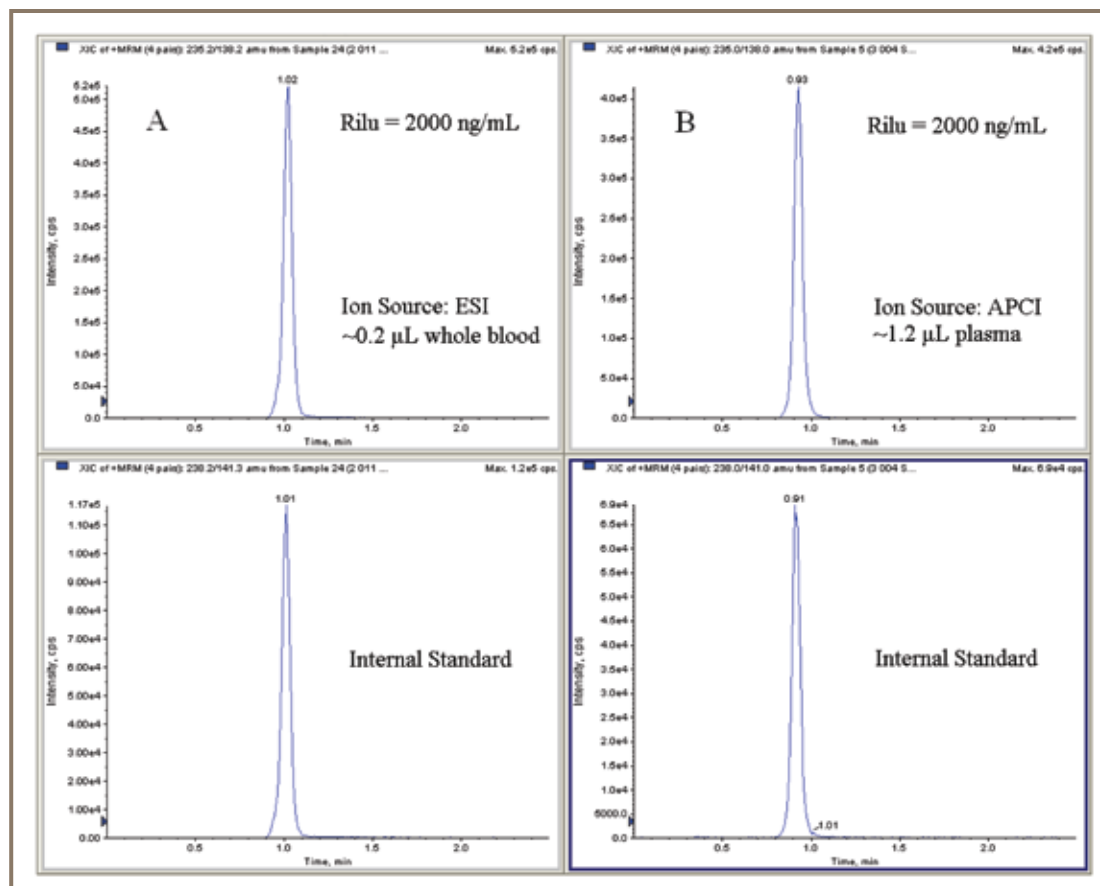 XIC of +MRM (4 pairs): 235.2/138.2 amu from Sample 24 (2 011 ... Max. 5.2e5 cps.
1.02
A
Rilu = 2000 ng/mL
Ion Source: ESI
~0.2 µL whole blood
Intensity, cps
5.2e5
5.0e5
4.5e5
4.0e5
3.5e5
3.0e5
2.5e5
2.0e5
1.5e5
1.0e5
5.0e4
0.0
0.5 1.0 1.5 2.0
Time, min
XIC of +MRM (4 pairs): 235.0/138.0 amu from Sample 5 (3 004 S... Max. 4.2e5 cps.
0.93
B
Rilu = 2000 ng/mL
Ion Source: APCI
~1.2 µL plasma
Intensity, cps
4.0e5
3.5e5
3.0e5
2.5e5
2.0e5
1.5e5
1.0e5
5.0e4
0.0
0.5 1.0 1.5 2.0
Time, min
XIC of +MRM (4 pairs): 238.2/141.3 amu from Sample 24 (2 011 ... Max. 1.2e5 cps.
1.01
Internal Standard
Intensity, cps
1.17e5
1.10e5
1.00e5
9.00e4
8.00e4
7.00e4
6.00e4
5.00e4
4.00e4
3.00e4
2.00e4
1.00e4
0.00
0.5 1.0 1.5 2.0
Time, min
XIC of +MRM (4 pairs): 238.0/141.0 amu from Sample 5 (3 004 S... Max. 6.9e4 cps.
0.91
Internal Standard
1.01
Intensity, cps
6.9e4
6.5e4
6.0e4
5.5e4
5.0e4
4.5e4
4.0e4
3.5e4
3.0e4
2.5e4
2.0e4
1.5e4
1.0e4
5000.0
0.0
0.5 1.0 1.5 2.0
Time, min